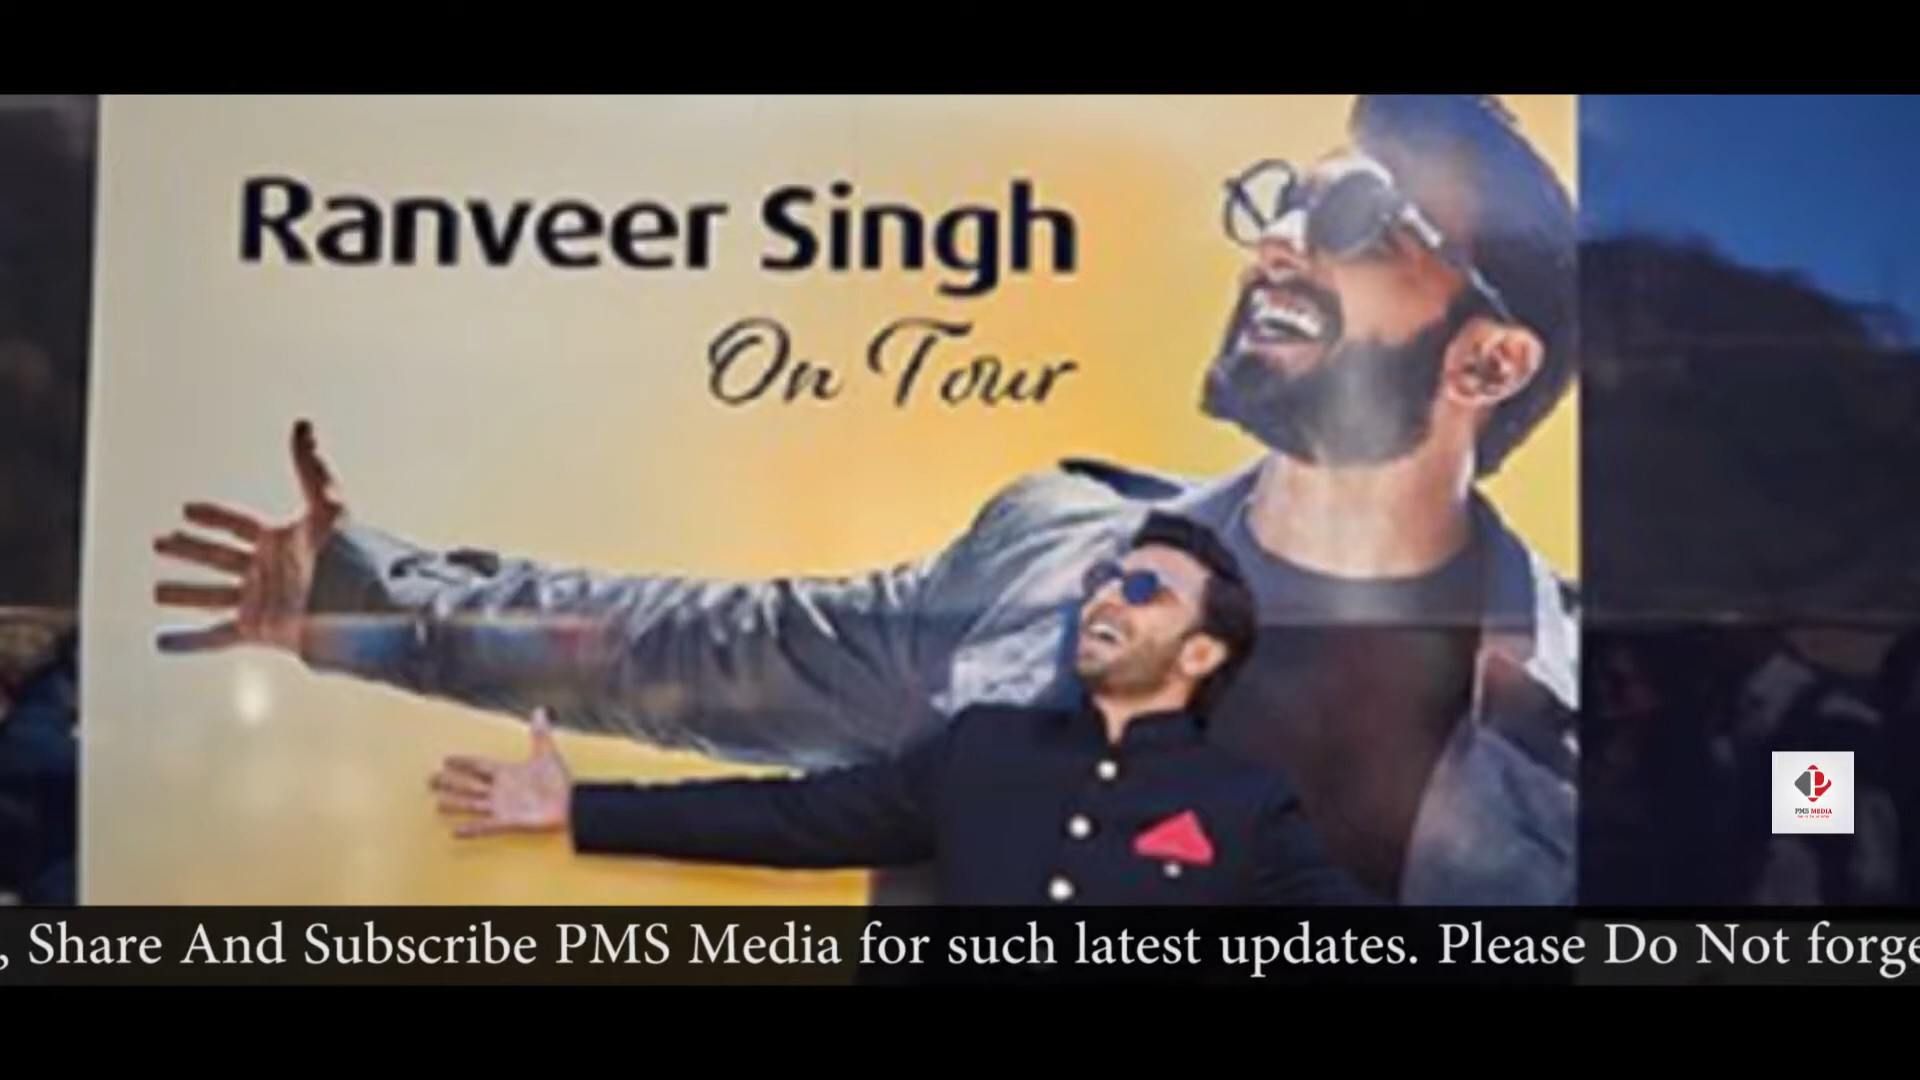 Ranveer Singh
On Tour
PMS MEDIA
, Share And Subscribe PMS Media for such latest updates. Please Do Not forge